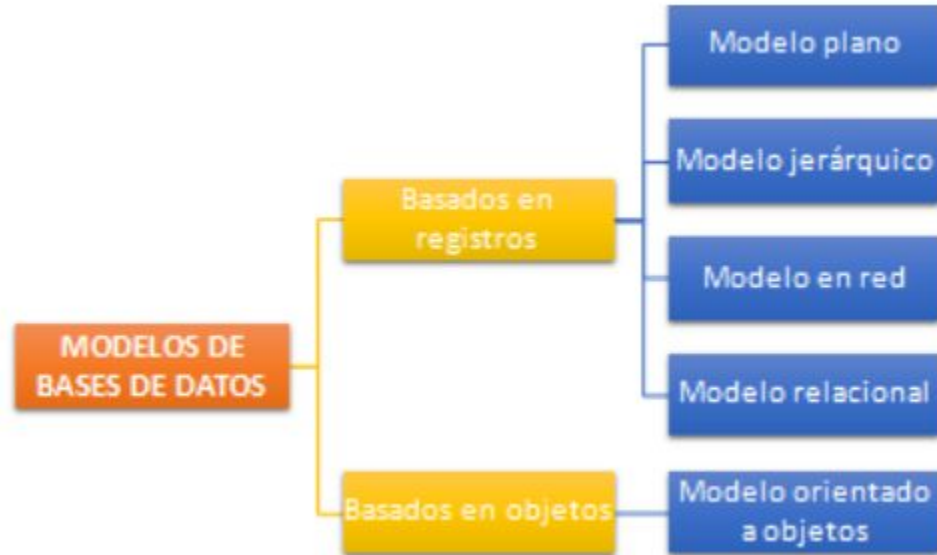 MODELOS DE
BASES DE DATOS
Basados en
registros
Modelo plano
Modelo jerárquico
Modelo en red
Modelo relacional
Basados en objetos
Modelo orientado
a objetos